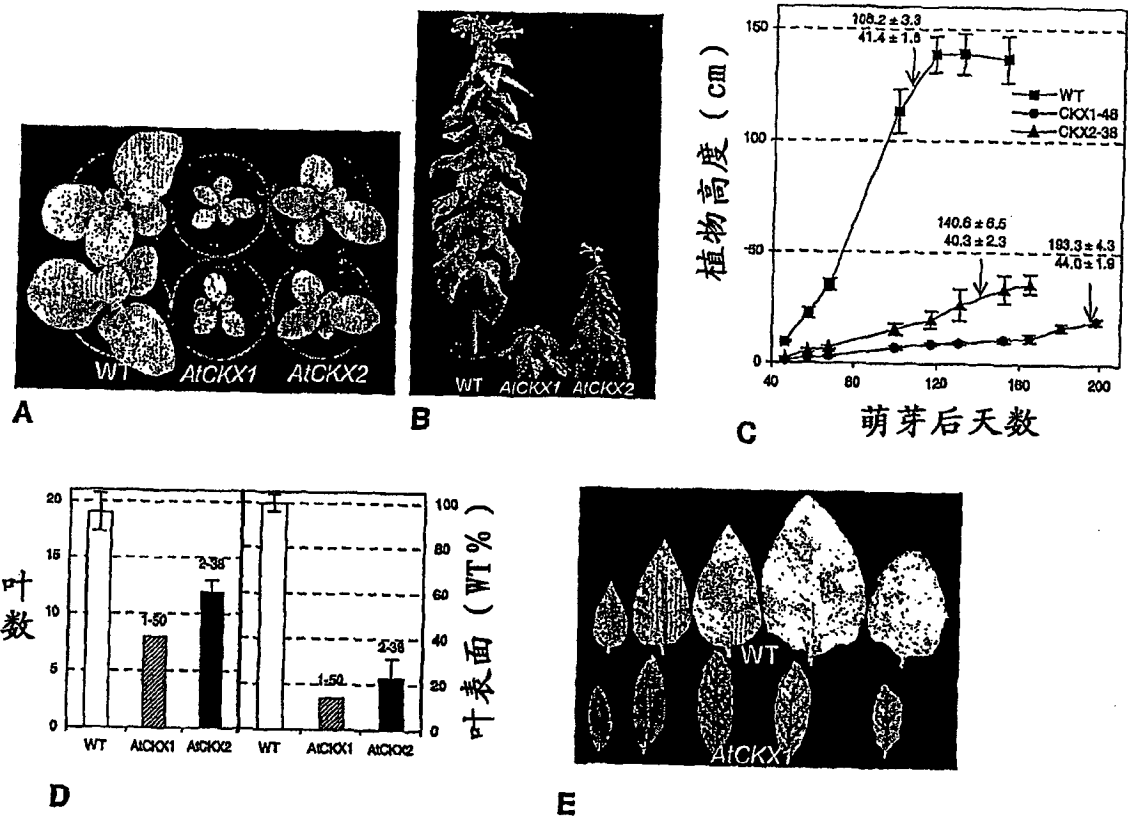 WT
AtCKX1
AtCKX2
A
WT
AtCKX1
AtCKX2
B
植物高度 (cm)
150
100
50
0
108.2 ± 3.3
41.4 ± 1.6
WT
CKX1-48
CKX2-38
140.6 ± 6.5
40.3 ± 2.3
193.3 ± 4.3
44.0 ± 1.9
40
80
120
160
200
萌芽后天数
C
叶数
20
15
10
5
0
1-50
2-38
WT
AtCKX1
AtCKX2
1-50
2-38
WT
AtCKX1
AtCKX2
100
80
60
40
20
0
叶表面 (WT%)
D
WT
AtCKX1
E